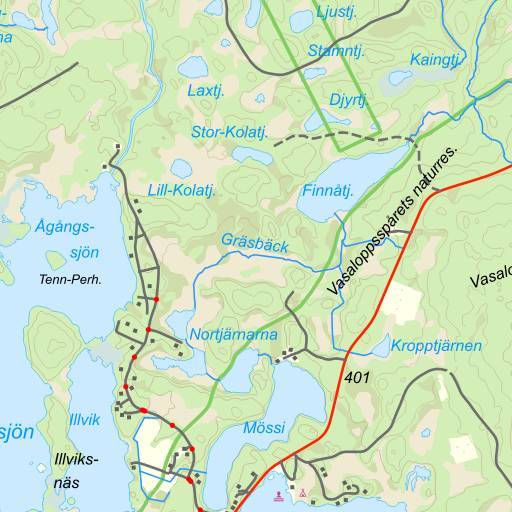 Ljustj.
Stamntj.
Kaingtj.
Laxtj.
Djyrtj.
Stor-Kolatj.
Lill-Kolatj.
Finnåtj.
Vasaloppsspårets naturres.
Ågångs-
sjön
Gräsbäck
Tenn-Perh.
Vasalo
Nortjärnarna
Kropptjärnen
401
Illvik
Mössi
sjön
Illviks-
näs